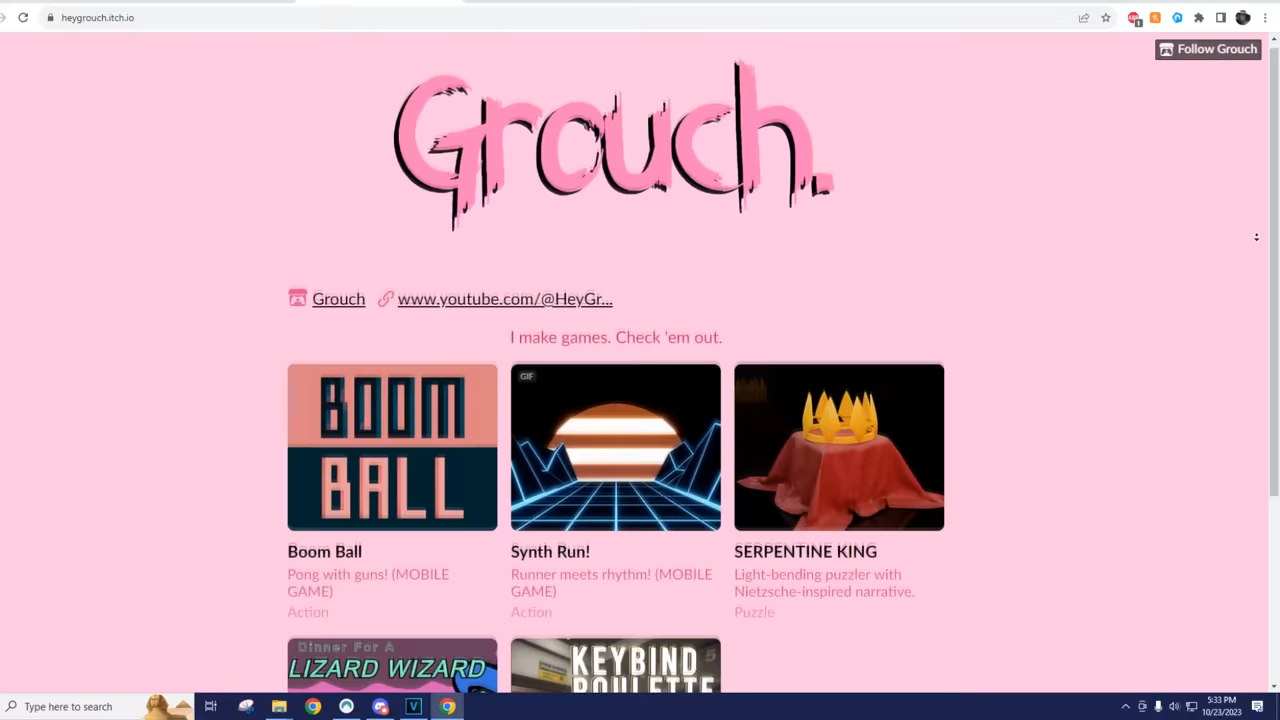 heygrouch.itch.io
Follow Grouch
Grouch.
Grouch
www.youtube.com/@HeyGr...
I make games. Check 'em out.
BOOM
BALL
GIF
Boom Ball
Pong with guns! (MOBILE
GAME)
Action
Synth Run!
Runner meets rhythm! (MOBILE
GAME)
Action
SERPENTINE KING
Light-bending puzzler with
Nietzsche-inspired narrative.
Puzzle
Dinner For A
LIZARD WIZARD
KEYBIND
ROULETTE
Type here to search
5:33 PM
10/23/2023